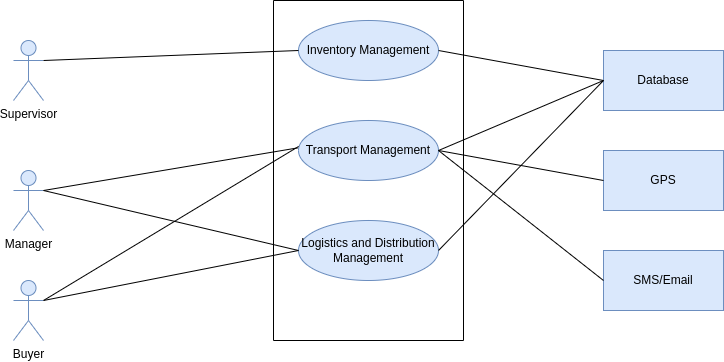 Supervisor
Manager
Buyer
Inventory Management
Transport Management
Logistics and Distribution
Management
Database
GPS
SMS/Email